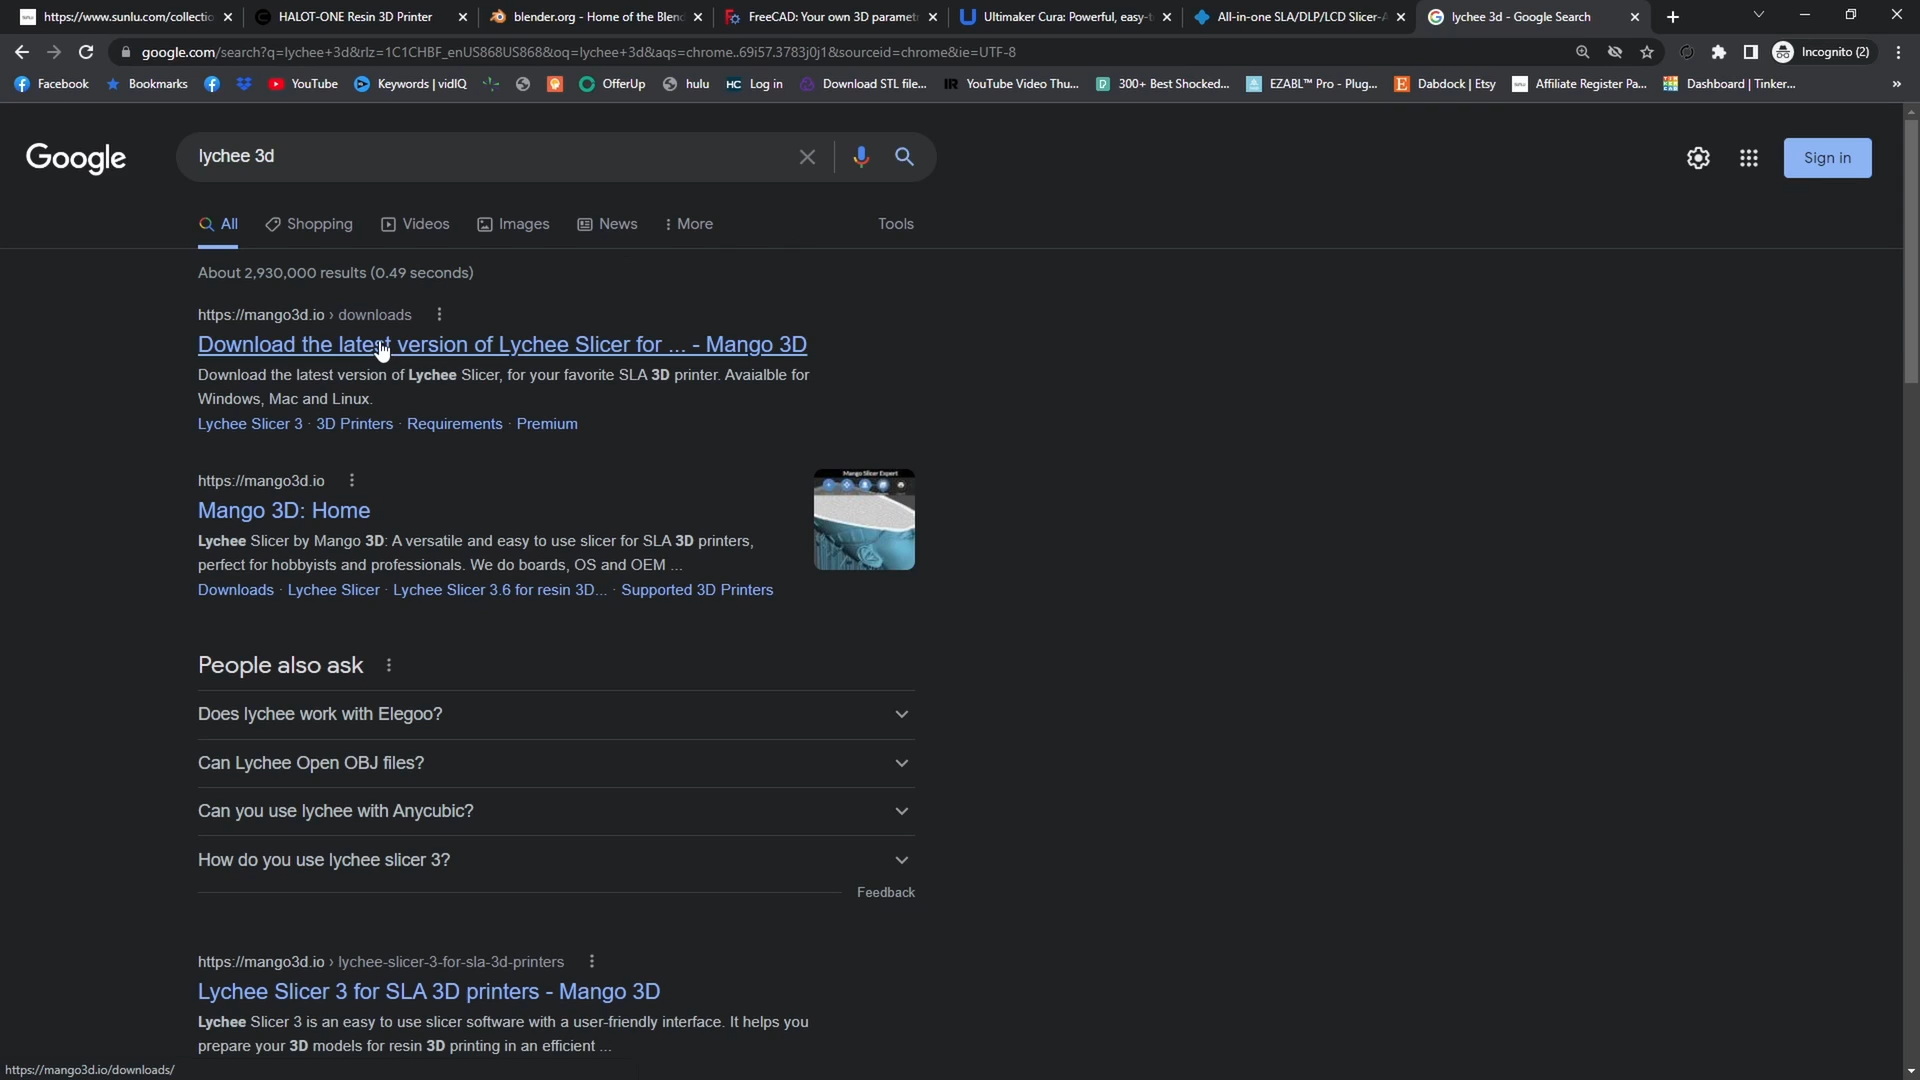 https://www.sunlu.com/collectio
HALOT-ONE Resin 3D Printer
blender.org - Home of the Blend
FreeCAD: Your own 3D paramet
Ultimaker Cura: Powerful, easy-t
All-in-one SLA/DLP/LCD Slicer-A
lychee 3d - Google Search
google.com/search?q=lychee+3d&rlz=1C1CHBF_enUS868US868&oq=lychee+3d&aqs=chrome..69i57.3783j0j1&sourceid=chrome&ie=UTF-8
Incognito (2)
Facebook
Bookmarks
YouTube
Keywords | vidIQ
OfferUp
hulu
HC Log in
Download STL file...
IR YouTube Video Thu...
300+ Best Shocked...
EZABL™ Pro - Plug...
Dabdock | Etsy
Affiliate Register Pa...
Dashboard | Tinker...
»
Google
lychee 3d
Sign in
All
Shopping
Videos
Images
News
More
Tools
About 2,930,000 results (0.49 seconds)
https://mango3d.io › downloads
Download the latest version of Lychee Slicer for ... - Mango 3D
Download the latest version of Lychee Slicer, for your favorite SLA 3D printer. Avaialble for
Windows, Mac and Linux.
Lychee Slicer 3 · 3D Printers · Requirements · Premium
https://mango3d.io
Mango 3D: Home
Mango Slicer Expert
Lychee Slicer by Mango 3D: A versatile and easy to use slicer for SLA 3D printers,
perfect for hobbyists and professionals. We do boards, OS and OEM ...
Downloads · Lychee Slicer · Lychee Slicer 3.6 for resin 3D... · Supported 3D Printers
People also ask
Does lychee work with Elegoo?
Can Lychee Open OBJ files?
Can you use lychee with Anycubic?
How do you use lychee slicer 3?
Feedback
https://mango3d.io › lychee-slicer-3-for-sla-3d-printers
Lychee Slicer 3 for SLA 3D printers - Mango 3D
Lychee Slicer 3 is an easy to use slicer software with a user-friendly interface. It helps you
prepare your 3D models for resin 3D printing in an efficient ...
https://mango3d.io/downloads/